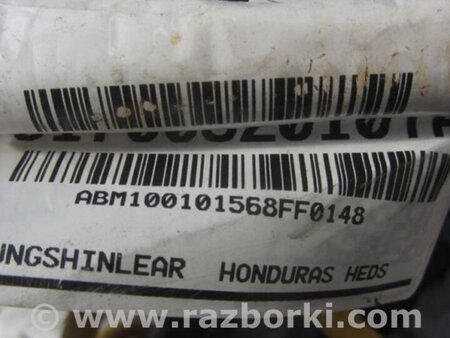 ABM100101568FF0148
UNGSHINLEAR HONDURAS HEDS
© www.razborki.com